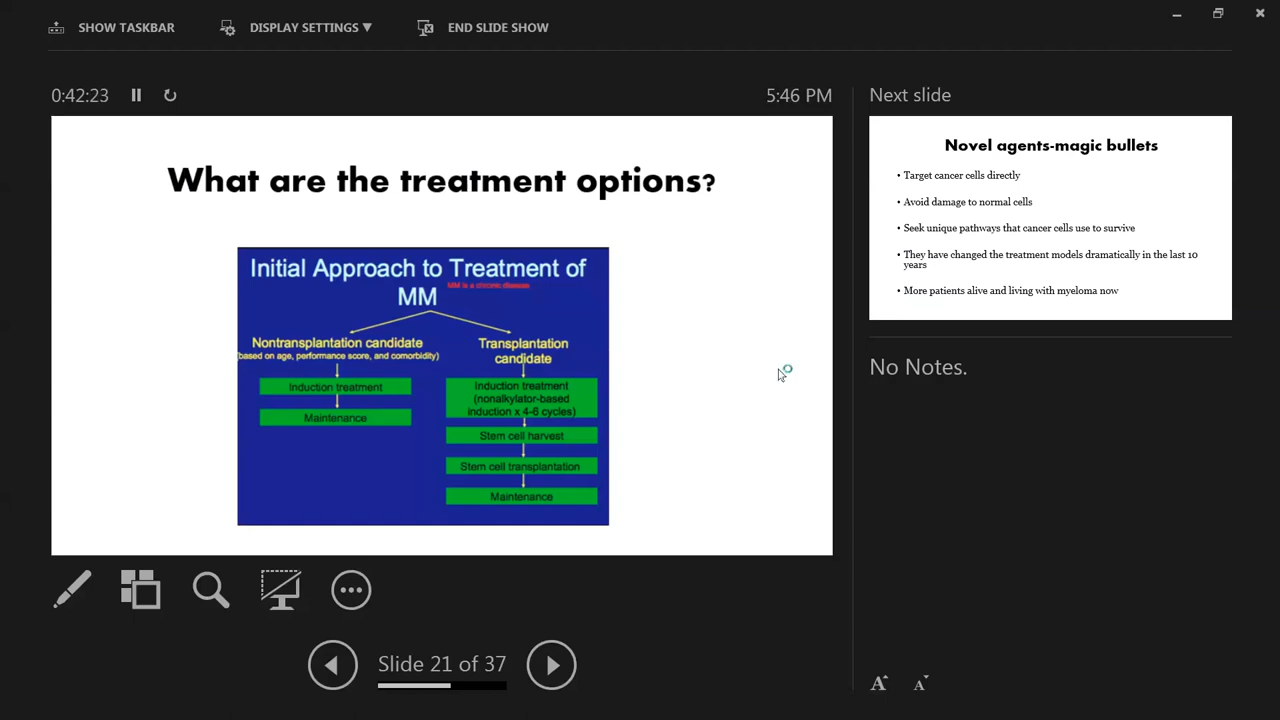 SHOW TASKBAR
DISPLAY SETTINGS ▼
END SLIDE SHOW
0:42:23
5:46 PM
What are the treatment options?
Initial Approach to Treatment of
MM
MM is a chronic disease
Nontransplantation candidate
(based on age, performance score, and comorbidity)
Induction treatment
Maintenance
Transplantation
candidate
Induction treatment
(nonalkylator-based
induction x 4-6 cycles)
Stem cell harvest
Stem cell transplantation
Maintenance
Slide 21 of 37
Next slide
Novel agents-magic bullets
• Target cancer cells directly
• Avoid damage to normal cells
• Seek unique pathways that cancer cells use to survive
• They have changed the treatment models dramatically in the last 10
years
• More patients alive and living with myeloma now
No Notes.
A
A